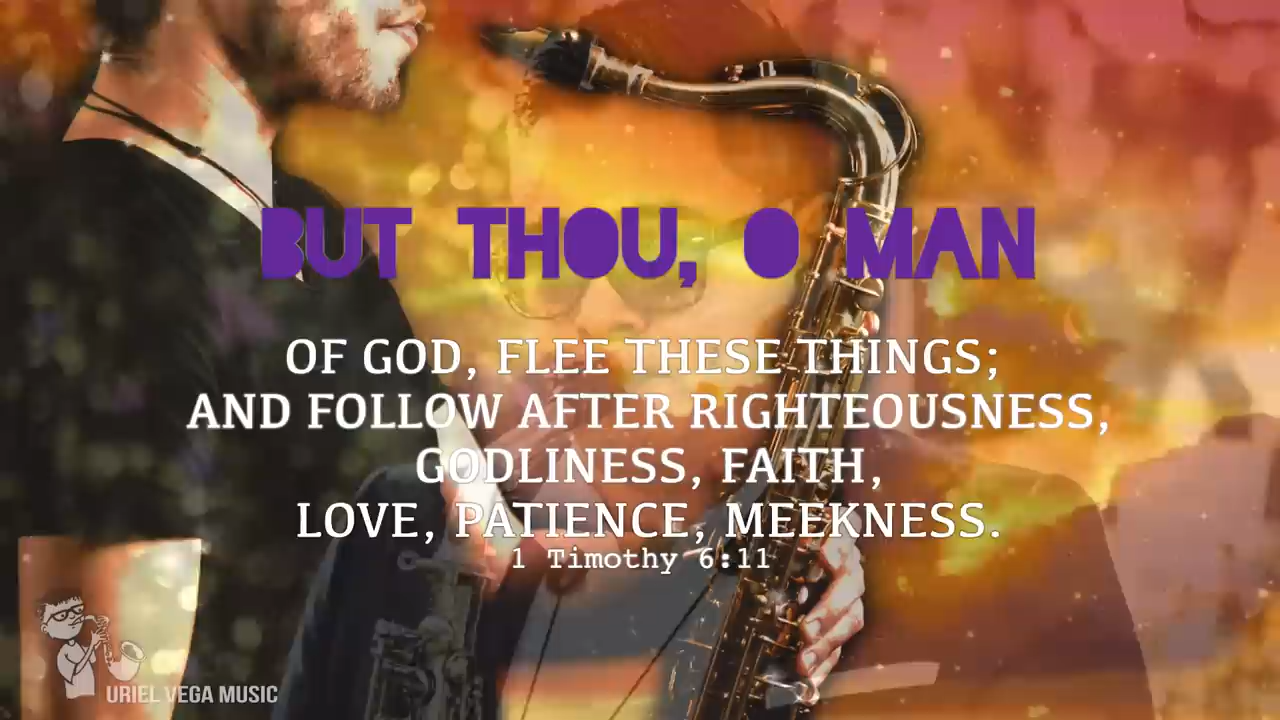 BUT THOU, O MAN
OF GOD, FLEE THESE THINGS;
AND FOLLOW AFTER RIGHTEOUSNESS,
GODLINESS, FAITH,
LOVE, PATIENCE, MEEKNESS.
1 Timothy 6:11
URIEL VEGA MUSIC